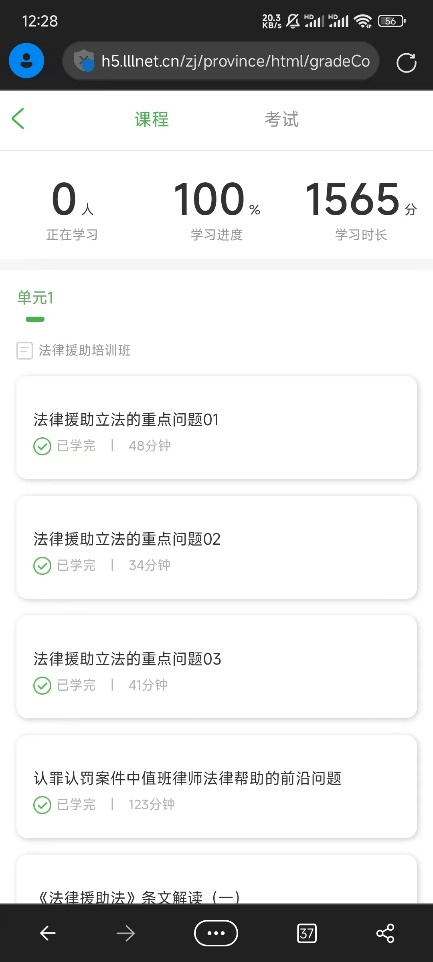 12:28
20.3 KB/s
HD
HD
56
h5.lllnet.cn/zj/province/html/gradeCo
课程
考试
0人
100%
1565分
正在学习
学习进度
学习时长
单元1
法律援助培训班
法律援助立法的重点问题01
已学完 | 48分钟
法律援助立法的重点问题02
已学完 | 34分钟
法律援助立法的重点问题03
已学完 | 41分钟
认罪认罚案件中值班律师法律帮助的前沿问题
已学完 | 123分钟
《法律援助法》条文解读（一）
37